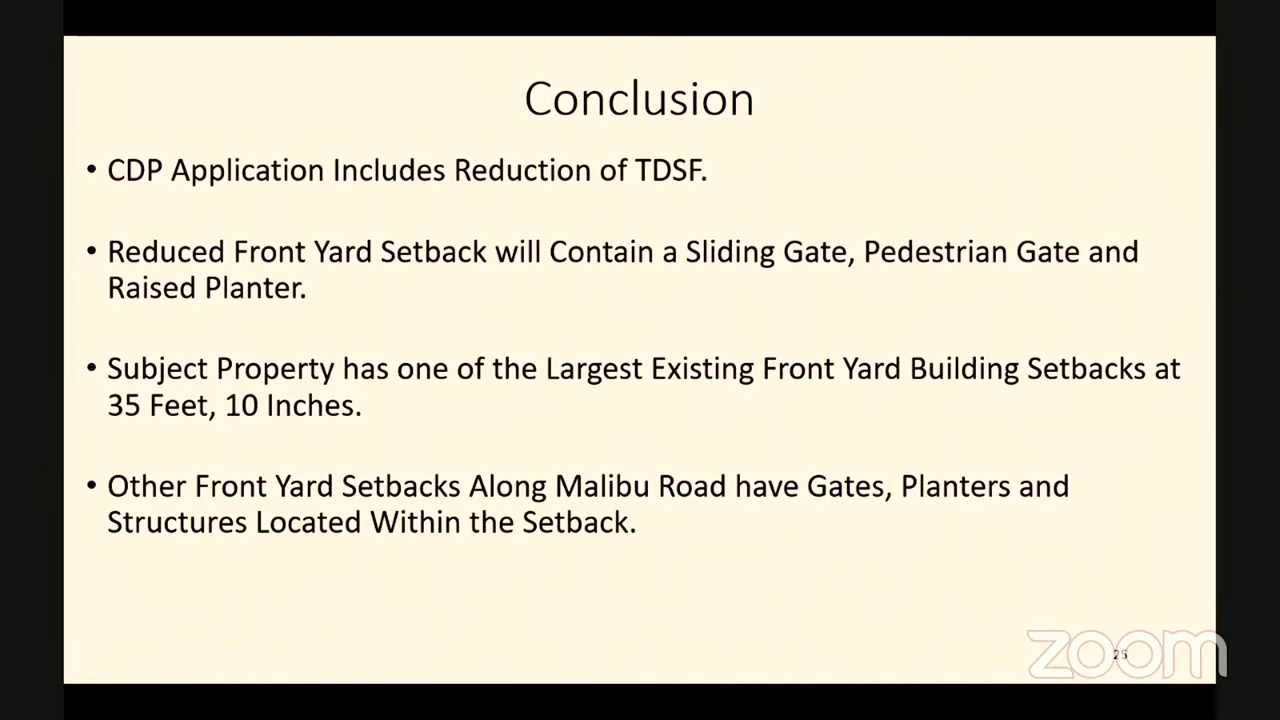 Conclusion
• CDP Application Includes Reduction of TDSF.
• Reduced Front Yard Setback will Contain a Sliding Gate, Pedestrian Gate and
Raised Planter.
• Subject Property has one of the Largest Existing Front Yard Building Setbacks at
35 Feet, 10 Inches.
• Other Front Yard Setbacks Along Malibu Road have Gates, Planters and
Structures Located Within the Setback.
25
zoom